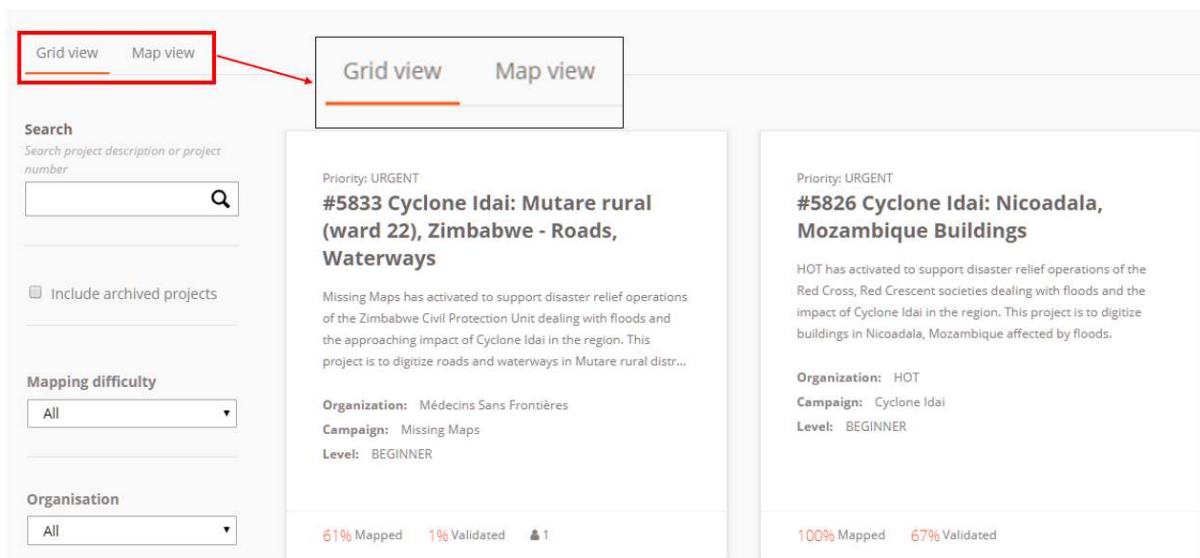 Grid view Map view
Grid view Map view
Search
Search project description or project
number
Include archived projects
Mapping difficulty
All
Organisation
All
Priority: URGENT
#5833 Cyclone Idai: Mutare rural
(ward 22), Zimbabwe - Roads,
Waterways
Missing Maps has activated to support disaster relief operations
of the Zimbabwe Civil Protection Unit dealing with floods and
the approaching impact of Cyclone Idai in the region. This
project is to digitize roads and waterways in Mutare rural distr...
Organization: Médecins Sans Frontières
Campaign: Missing Maps
Level: BEGINNER
61% Mapped 1% Validated 1
Priority: URGENT
#5826 Cyclone Idai: Nicoadala,
Mozambique Buildings
HOT has activated to support disaster relief operations of the
Red Cross, Red Crescent societies dealing with floods and the
impact of Cyclone Idai in the region. This project is to digitize
buildings in Nicoadala, Mozambique affected by floods.
Organization: HOT
Campaign: Cyclone Idai
Level: BEGINNER
100% Mapped 67% Validated